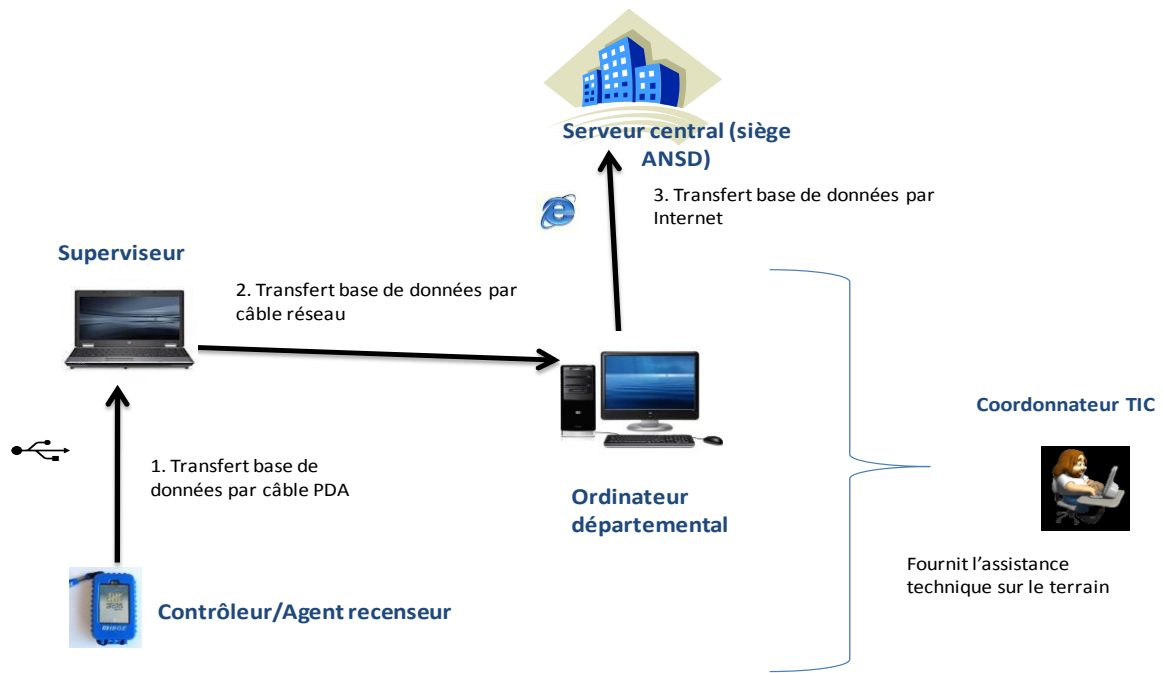 Serveur central (siège
ANSD)
3. Transfert base de données par
Internet
Superviseur
2. Transfert base de données par
câble réseau
Coordonnateur TIC
1. Transfert base de
données par câble PDA
Ordinateur
départemental
Fournit l’assistance
technique sur le terrain
Contrôleur/Agent recenseur